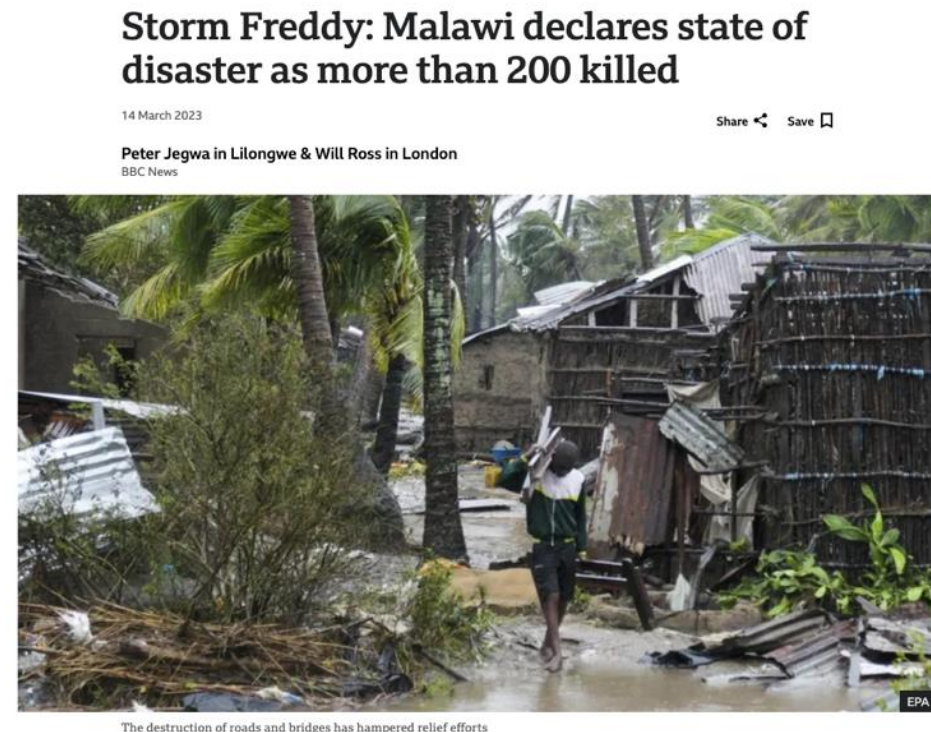 Storm Freddy: Malawi declares state of
disaster as more than 200 killed
14 March 2023
Share
Save
Peter Jegwa in Lilongwe & Will Ross in London
BBC News
EPA
The destruction of roads and bridges has hampered relief efforts